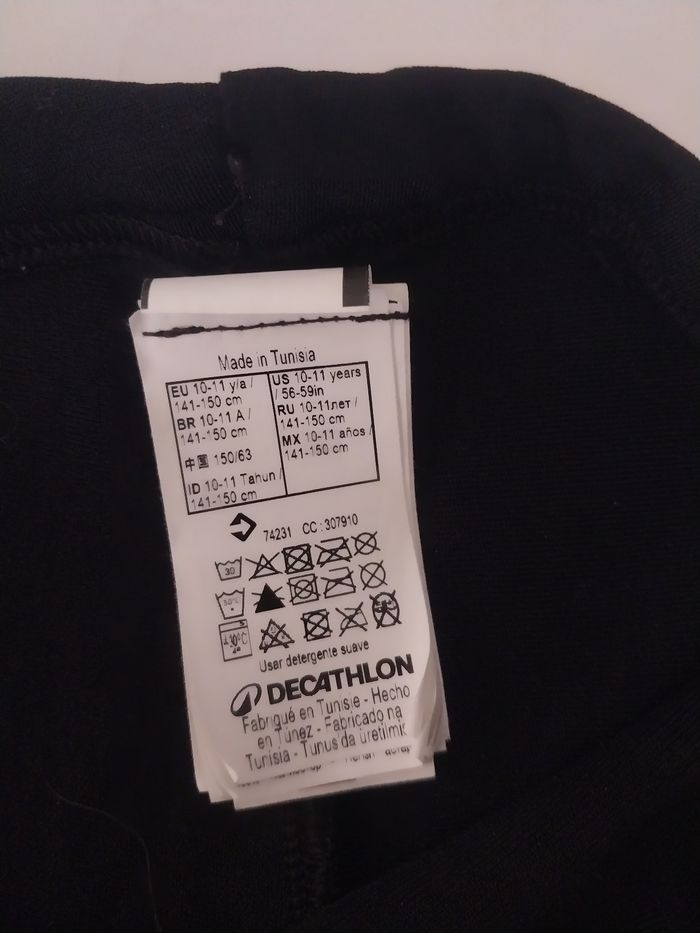 Made in Tunisia
EU 10-11 y/a /
141-150 cm
BR 10-11 A /
141-150 cm
中国 150/63
ID 10-11 Tahun /
141-150 cm
US 10-11 years
/ 56-59in
RU 10-11лет /
141-150 cm
MX 10-11 años /
141-150 cm
74231 CC : 307910
30
30°C
Usar detergente suave
DECATHLON
Fabriqué en Tunisie - Hecho
en Túnez - Fabricado na
Tunísia - Tunus'da üretilmiş